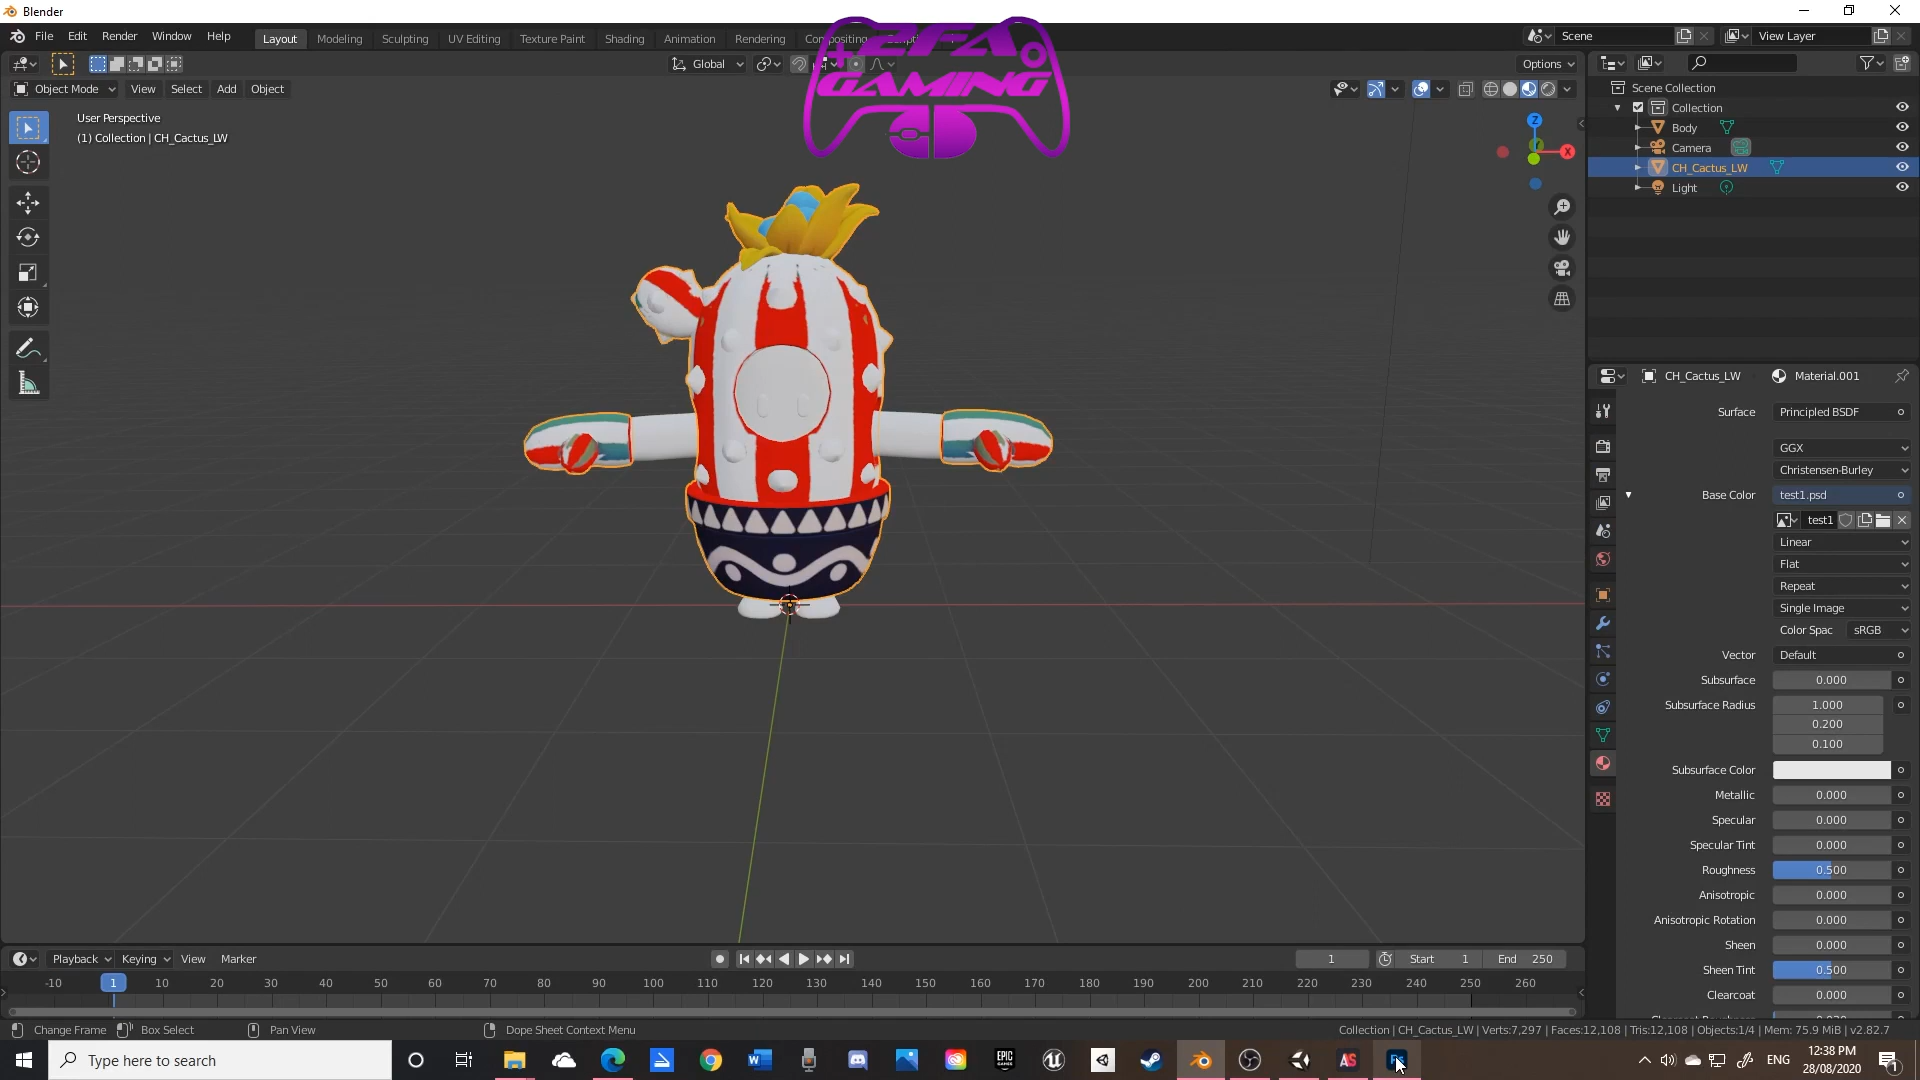 Blender
File Edit Render Window Help
Layout Modeling Sculpting UV Editing Texture Paint Shading Animation Rendering
Scene
View Layer
2FA
GAMING
Global
Options
Object Mode View Select Add Object
User Perspective
(1) Collection | CH_Cactus_LW
Z
Y
X
Scene Collection
Collection
Body
Camera
CH_Cactus_LW
Light
CH_Cactus_LW Material.001
Surface Principled BSDF
GGX
Christensen-Burley
Base Color test1.psd
test1
Linear
Flat
Repeat
Single Image
Color Spac sRGB
Vector Default
Subsurface 0.000
Subsurface Radius 1.000
0.200
0.100
Subsurface Color
Metallic 0.000
Specular 0.000
Specular Tint 0.000
Roughness 0.500
Anisotropic 0.000
Anisotropic Rotation 0.000
Sheen 0.000
Sheen Tint 0.500
Clearcoat 0.000
Playback Keying View Marker
1 Start 1 End 250
-10 1 10 20 30 40 50 60 70 80 90 100 110 120 130 140 150 160 170 180 190 200 210 220 230 240 250 260
Change Frame Box Select Pan View Dope Sheet Context Menu
Collection | CH_Cactus_LW | Verts:7,297 | Faces:12,108 | Tris:12,108 | Objects:1/4 | Mem: 75.9 MiB | v2.82.7
Type here to search
EPIC
GAMES
AS
ENG
12:38 PM
28/08/2020
1